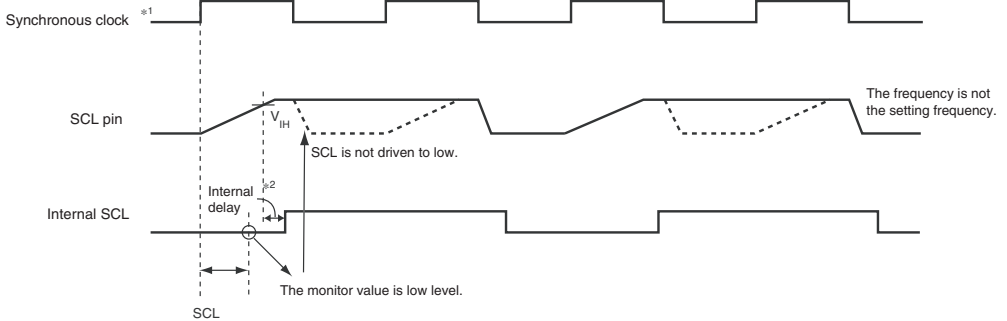 Synchronous clock *1
SCL pin
VIH
The frequency is not
the setting frequency.
SCL is not driven to low.
Internal *2
delay
Internal SCL
The monitor value is low level.
SCL